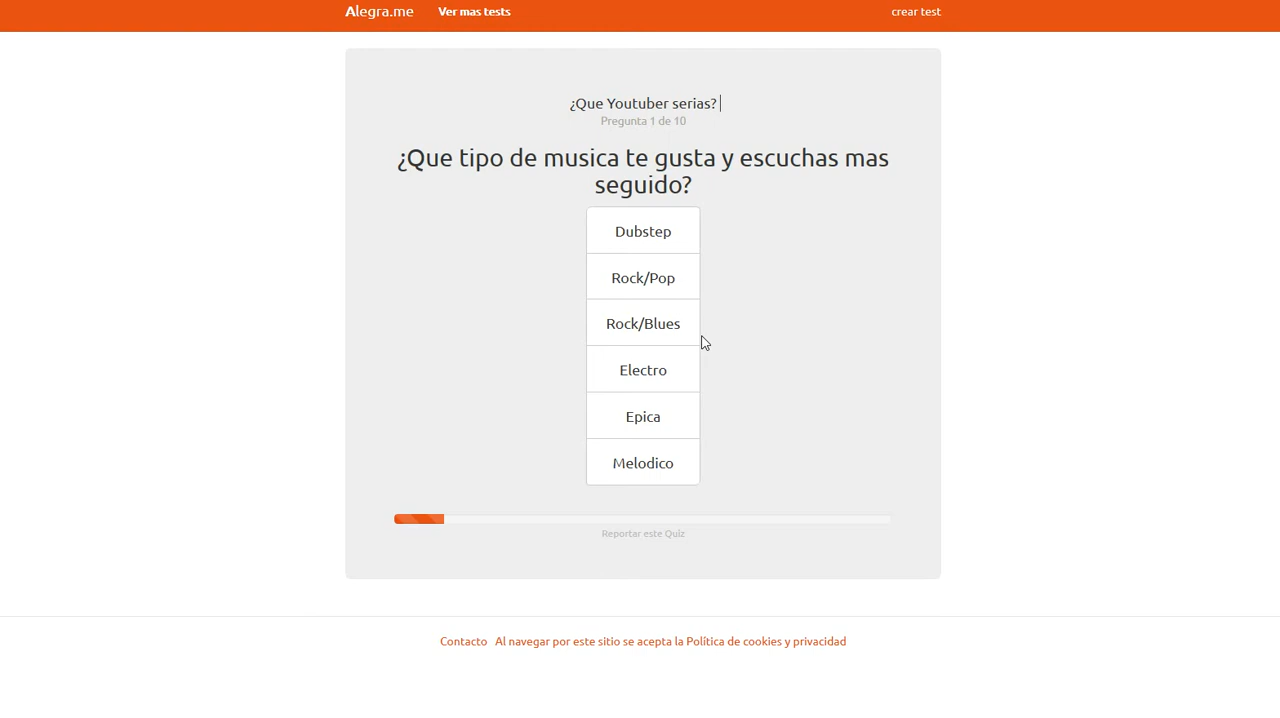 Alegra.me Ver mas tests crear test
¿Que Youtuber serias?
Pregunta 1 de 10
¿Que tipo de musica te gusta y escuchas mas
seguido?
Dubstep
Rock/Pop
Rock/Blues
Electro
Epica
Melodico
Reportar este Quiz
Contacto Al navegar por este sitio se acepta la Política de cookies y privacidad